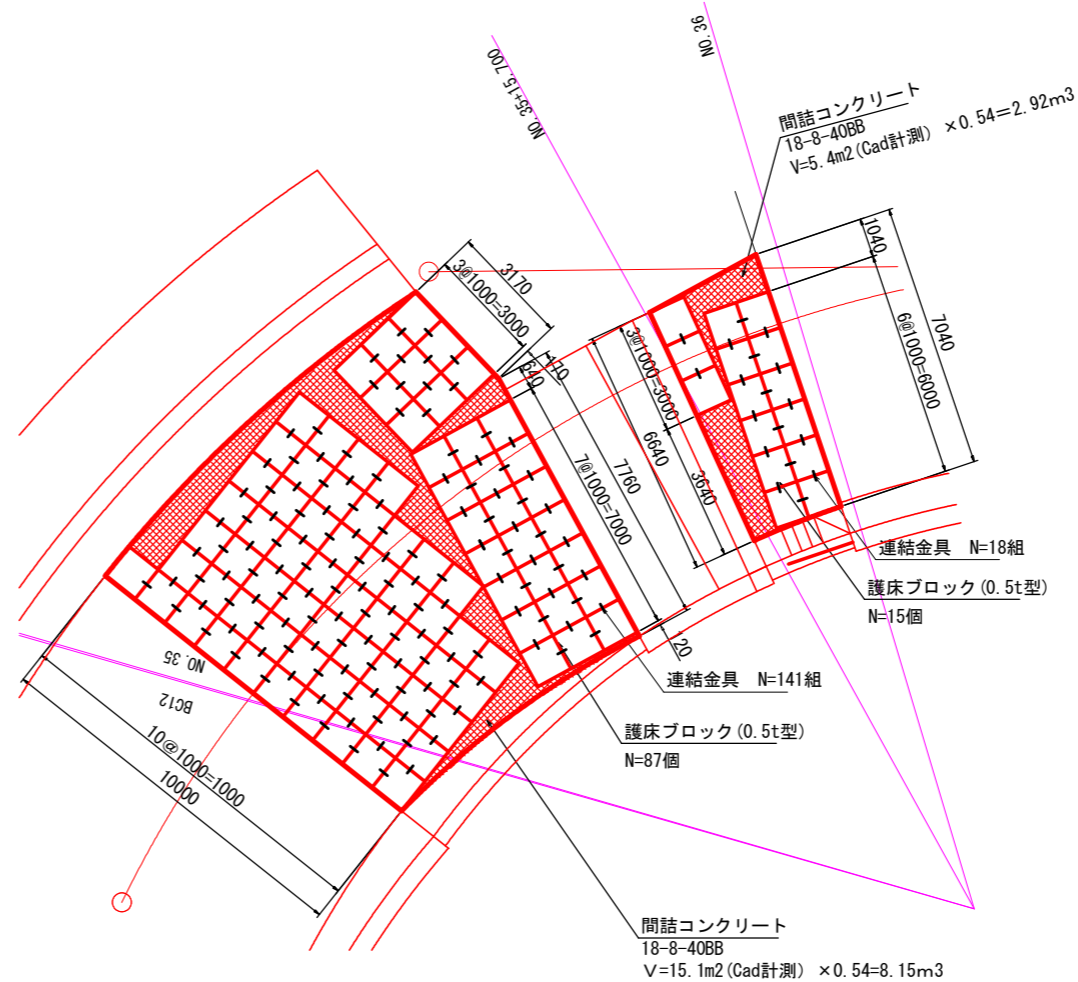 NO.36
NO.35+15.700
間詰コンクリート
18-8-40BB
V=5.4m2(Cad計測) ×0.54=2.92m3
1040
7040
6@1000=6000
3170
3@1000=3000
640
170
3@1000=3000
6640
3640
7760
7@1000=7000
20
連結金具 N=18組
護床ブロック(0.5t型)
N=15個
連結金具 N=141組
護床ブロック(0.5t型)
N=87個
NO.35
BC12
10@1000=1000
10000
間詰コンクリート
18-8-40BB
V=15.1m2(Cad計測) ×0.54=8.15m3